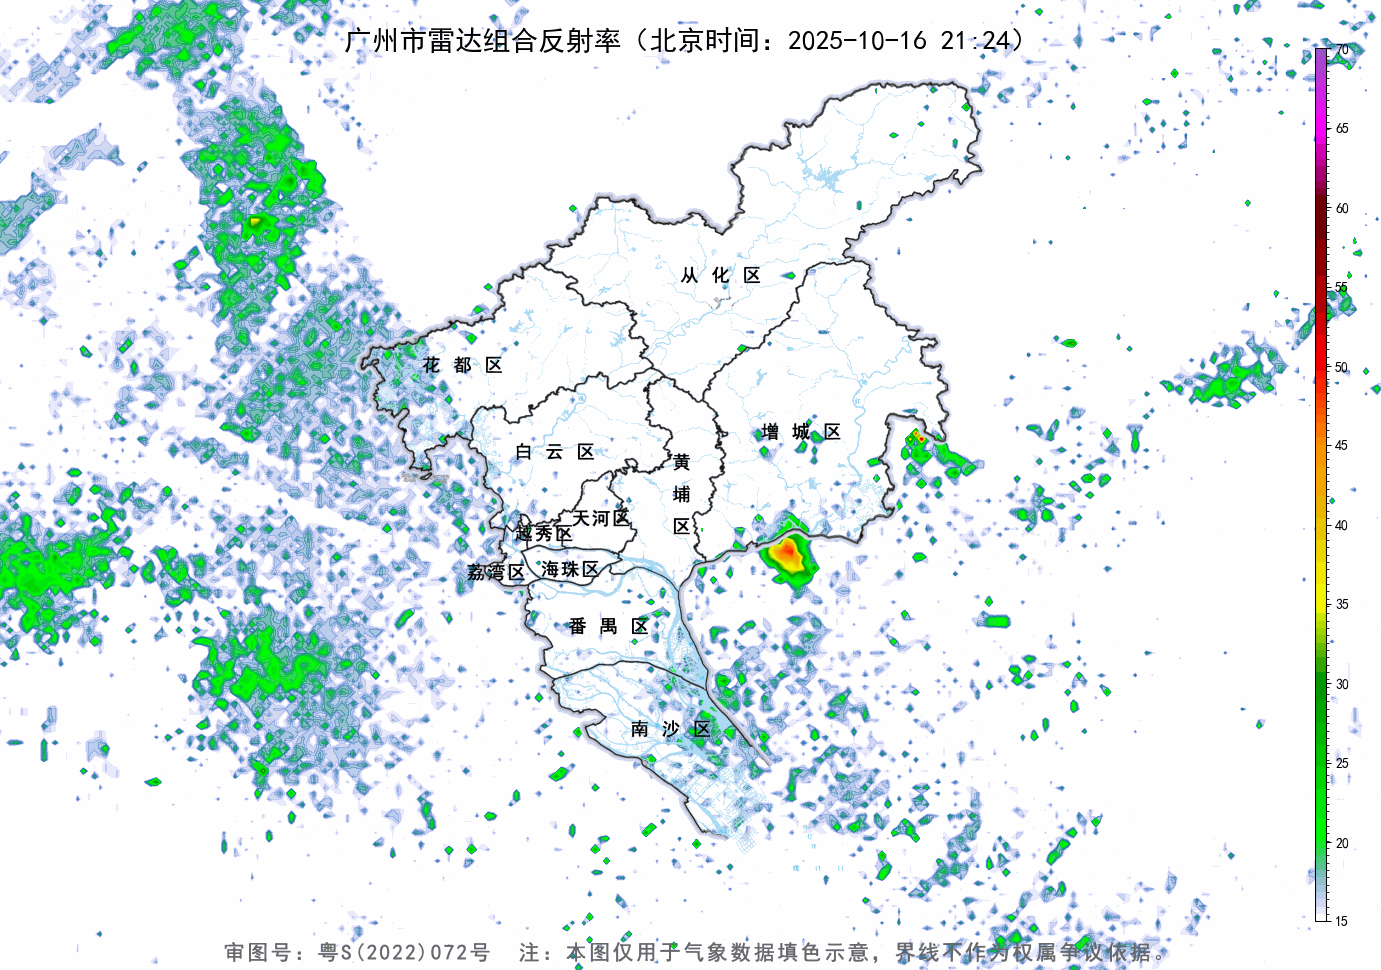 广州市雷达组合反射率（北京时间：2025-10-16 21:24）
70
65
60
55
50
45
40
35
30
25
20
15
从化区
花都区
增城区
白云区
黄埔区
天河区
越秀区
海珠区
荔湾区
番禺区
南沙区
审图号：粤S(2022)072号 注：本图仅用于气象数据填色示意，界线不作为权属争议依据。